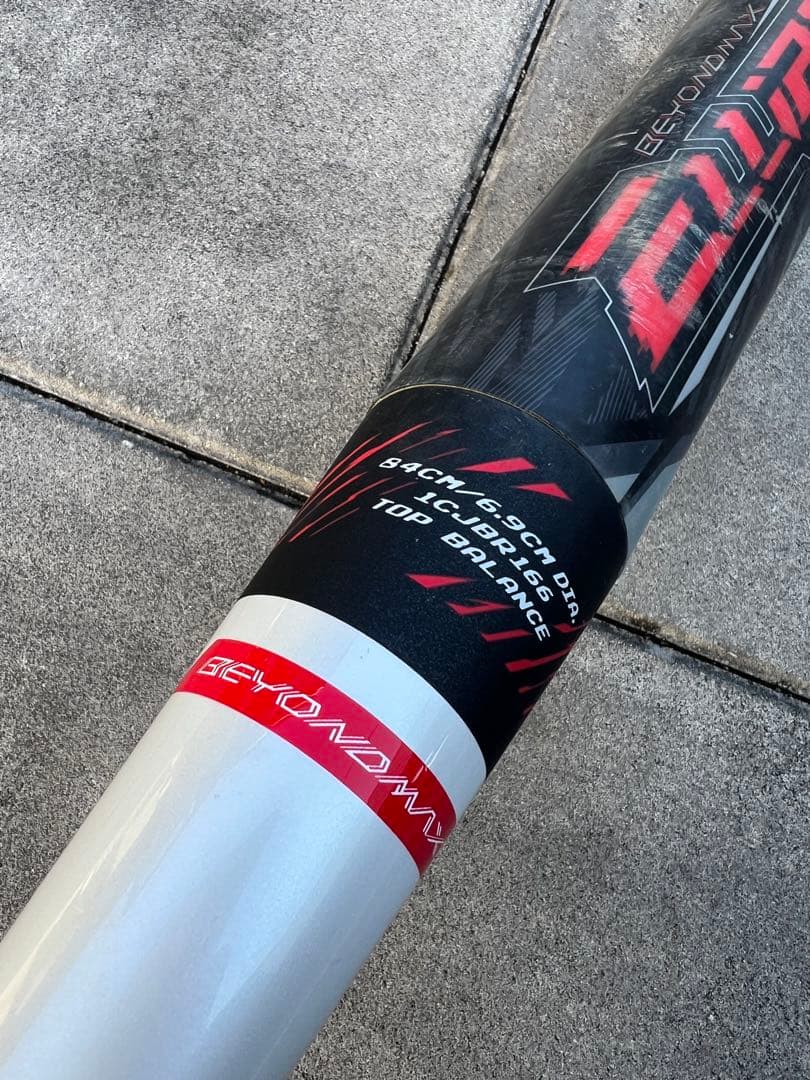 BEYONDMAX
84CM/6.9CM DIA.
1CJBR166
TOP BALANCE
BEYONDMAX